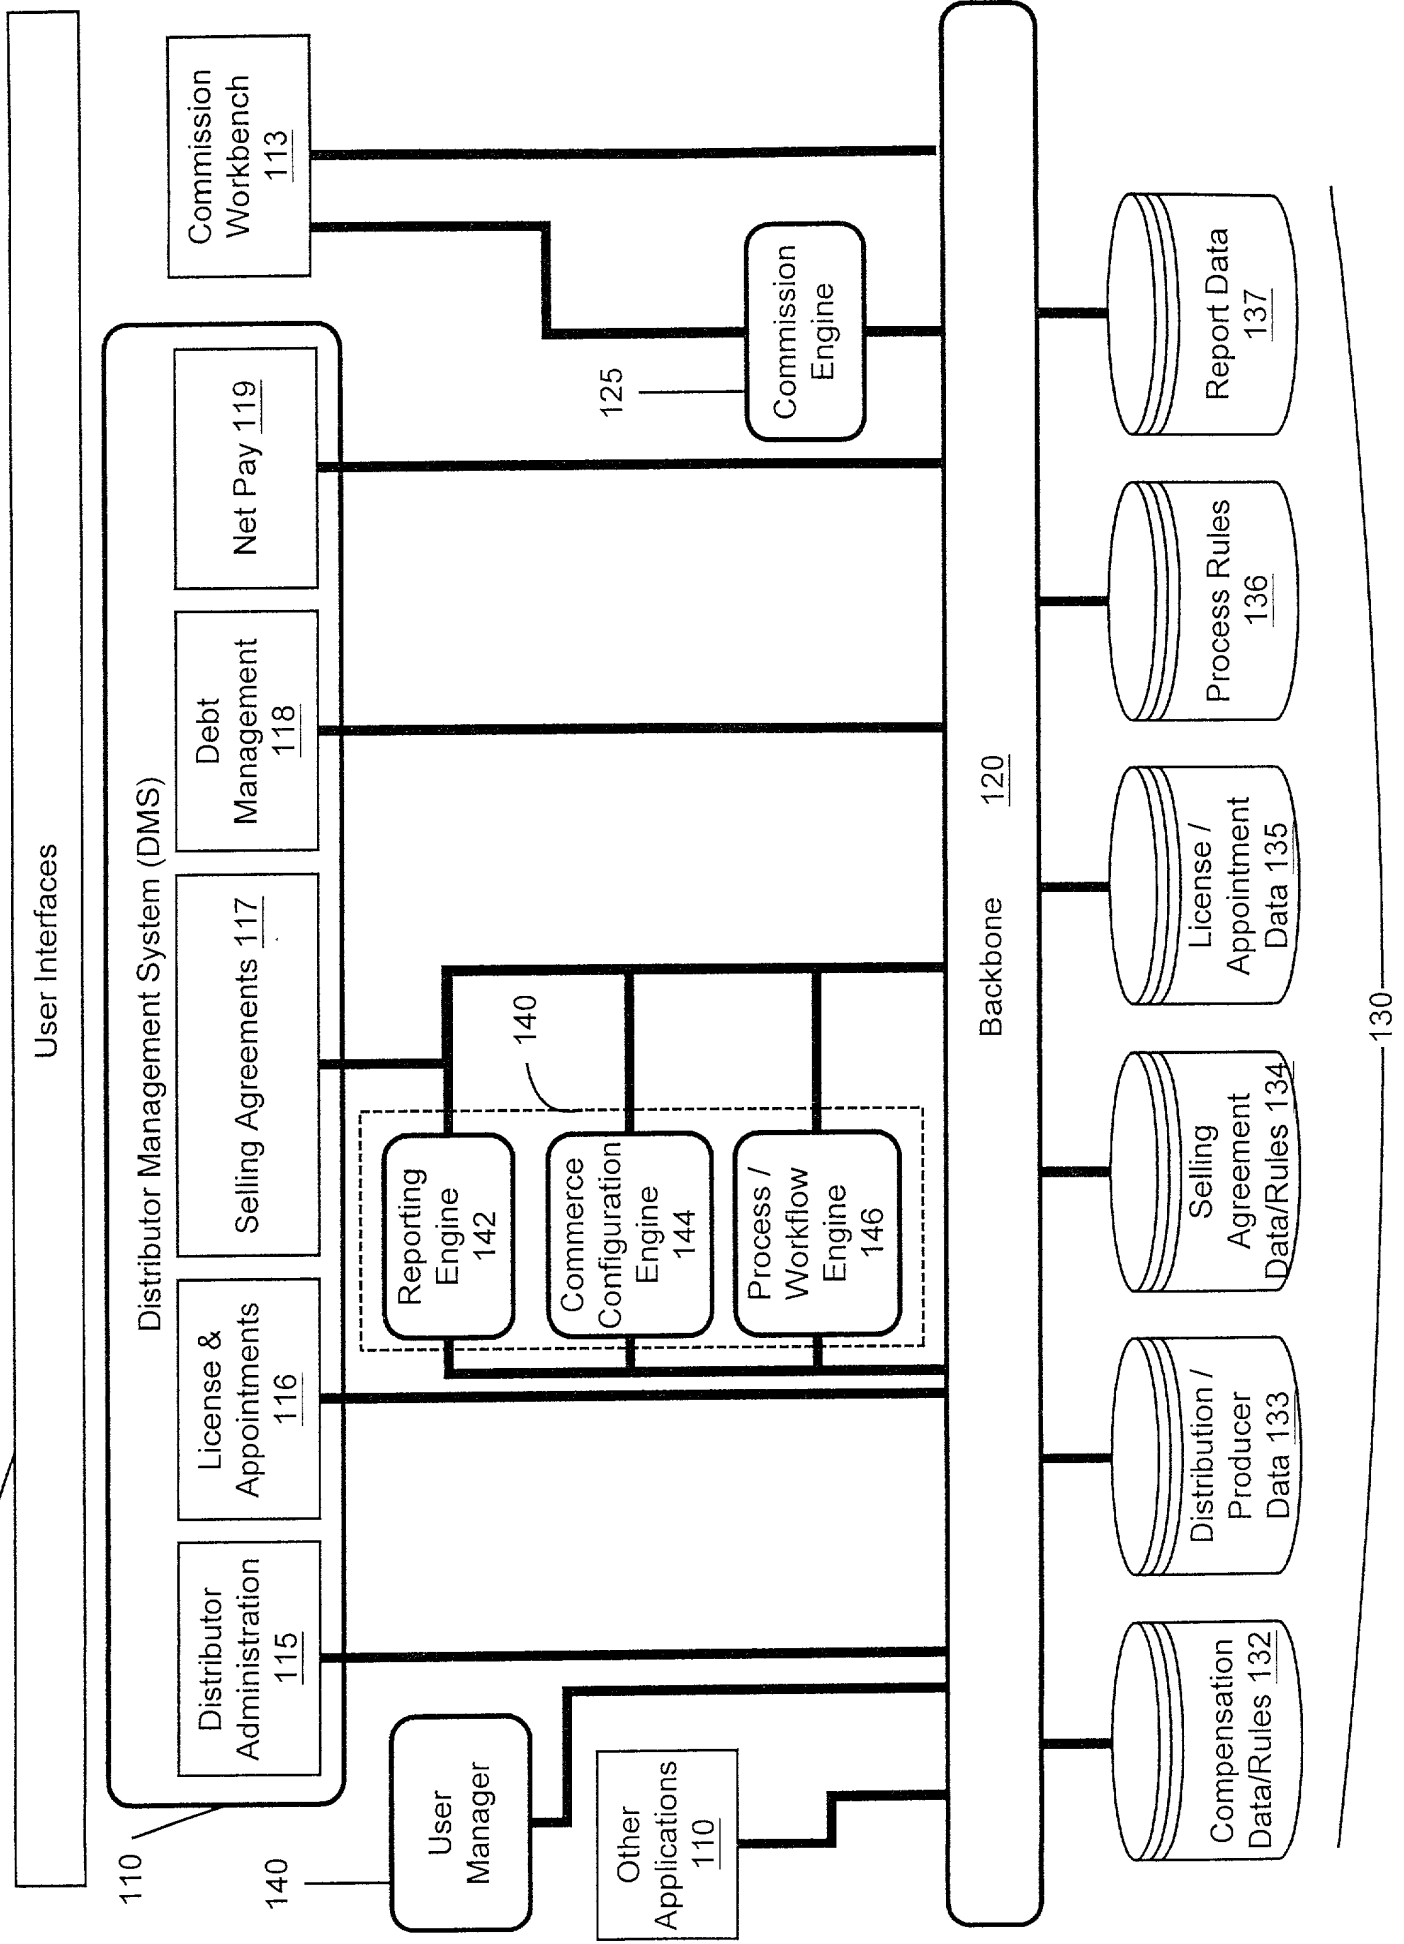 User Interfaces
110
Distributor Management System (DMS)
Distributor
Administration
115
License &
Appointments
116
Selling Agreements 117
Debt
Management
118
Net Pay 119
Commission
Workbench
113
140
User
Manager
Other
Applications
110
Reporting
Engine
142
Commerce
Configuration
Engine
144
Process /
Workflow
Engine
146
140
125
Commission
Engine
Backbone 120
Compensation
Data/Rules 132
Distribution /
Producer
Data 133
Selling
Agreement
Data/Rules 134
License /
Appointment
Data 135
Process Rules
136
Report Data
137
130